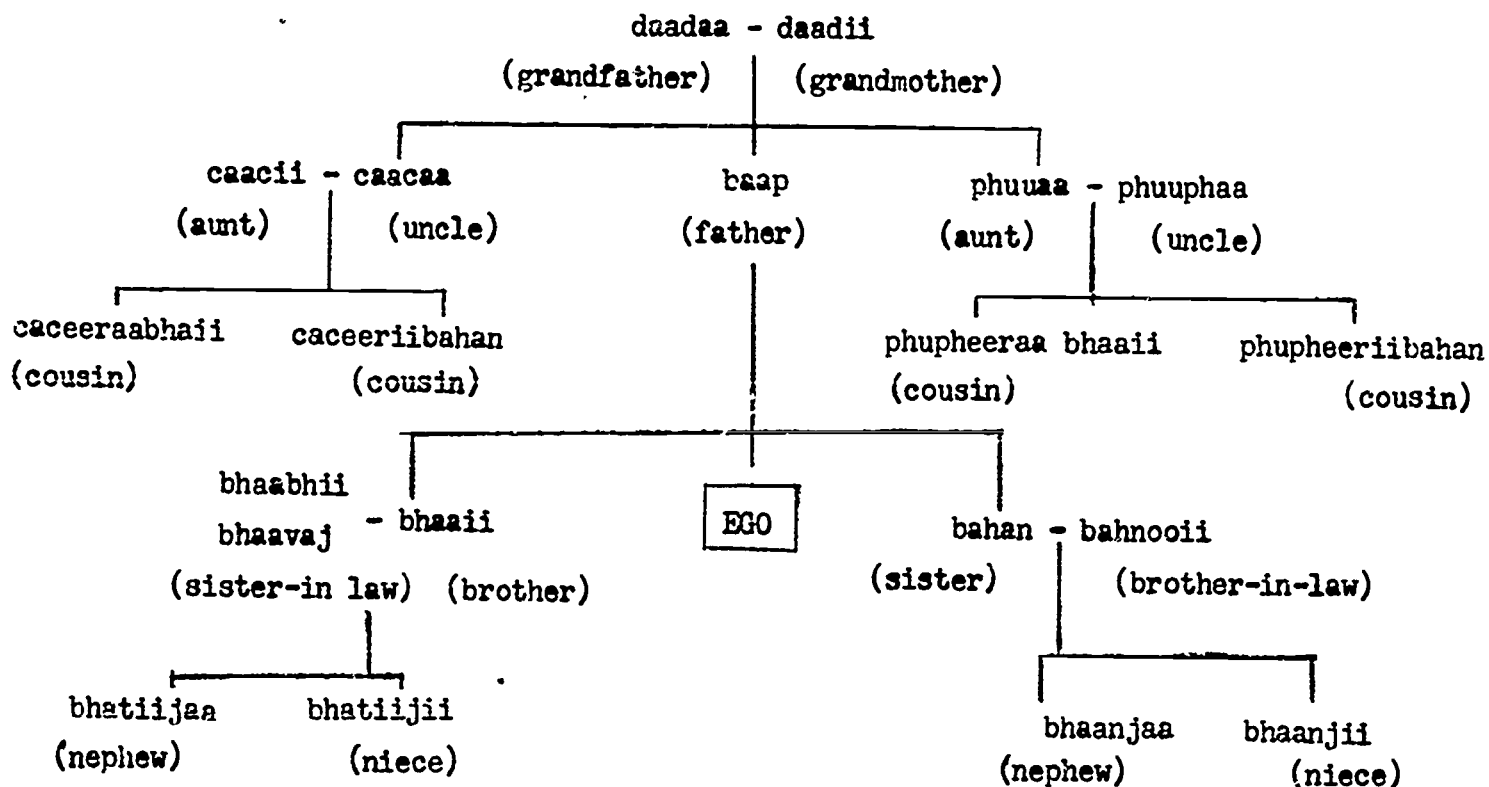 daadaa - daadii
(grandfather) (grandmother)
caacii - caacaa baap phuuaa - phuuphaa
(aunt) (uncle) (father) (aunt) (uncle)
caceeraabhaii caceeriibahan phupheeraa bhaaii phupheeriibahan
(cousin) (cousin) (cousin) (cousin)
bhaabhii
bhaavaj - bhaaii EGO bahan - bahnooii
(sister-in law) (brother) (sister) (brother-in-law)
bhatiijaa bhatiijii bhaanjaa bhaanjii
(nephew) (niece) (nephew) (niece)